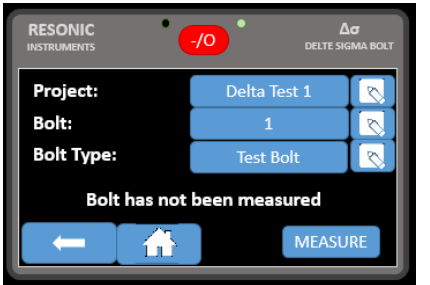 RESONIC
INSTRUMENTS
-/O
Δσ
DELTE SIGMA BOLT
Project: Delta Test 1
Bolt: 1
Bolt Type: Test Bolt
Bolt has not been measured
MEASURE